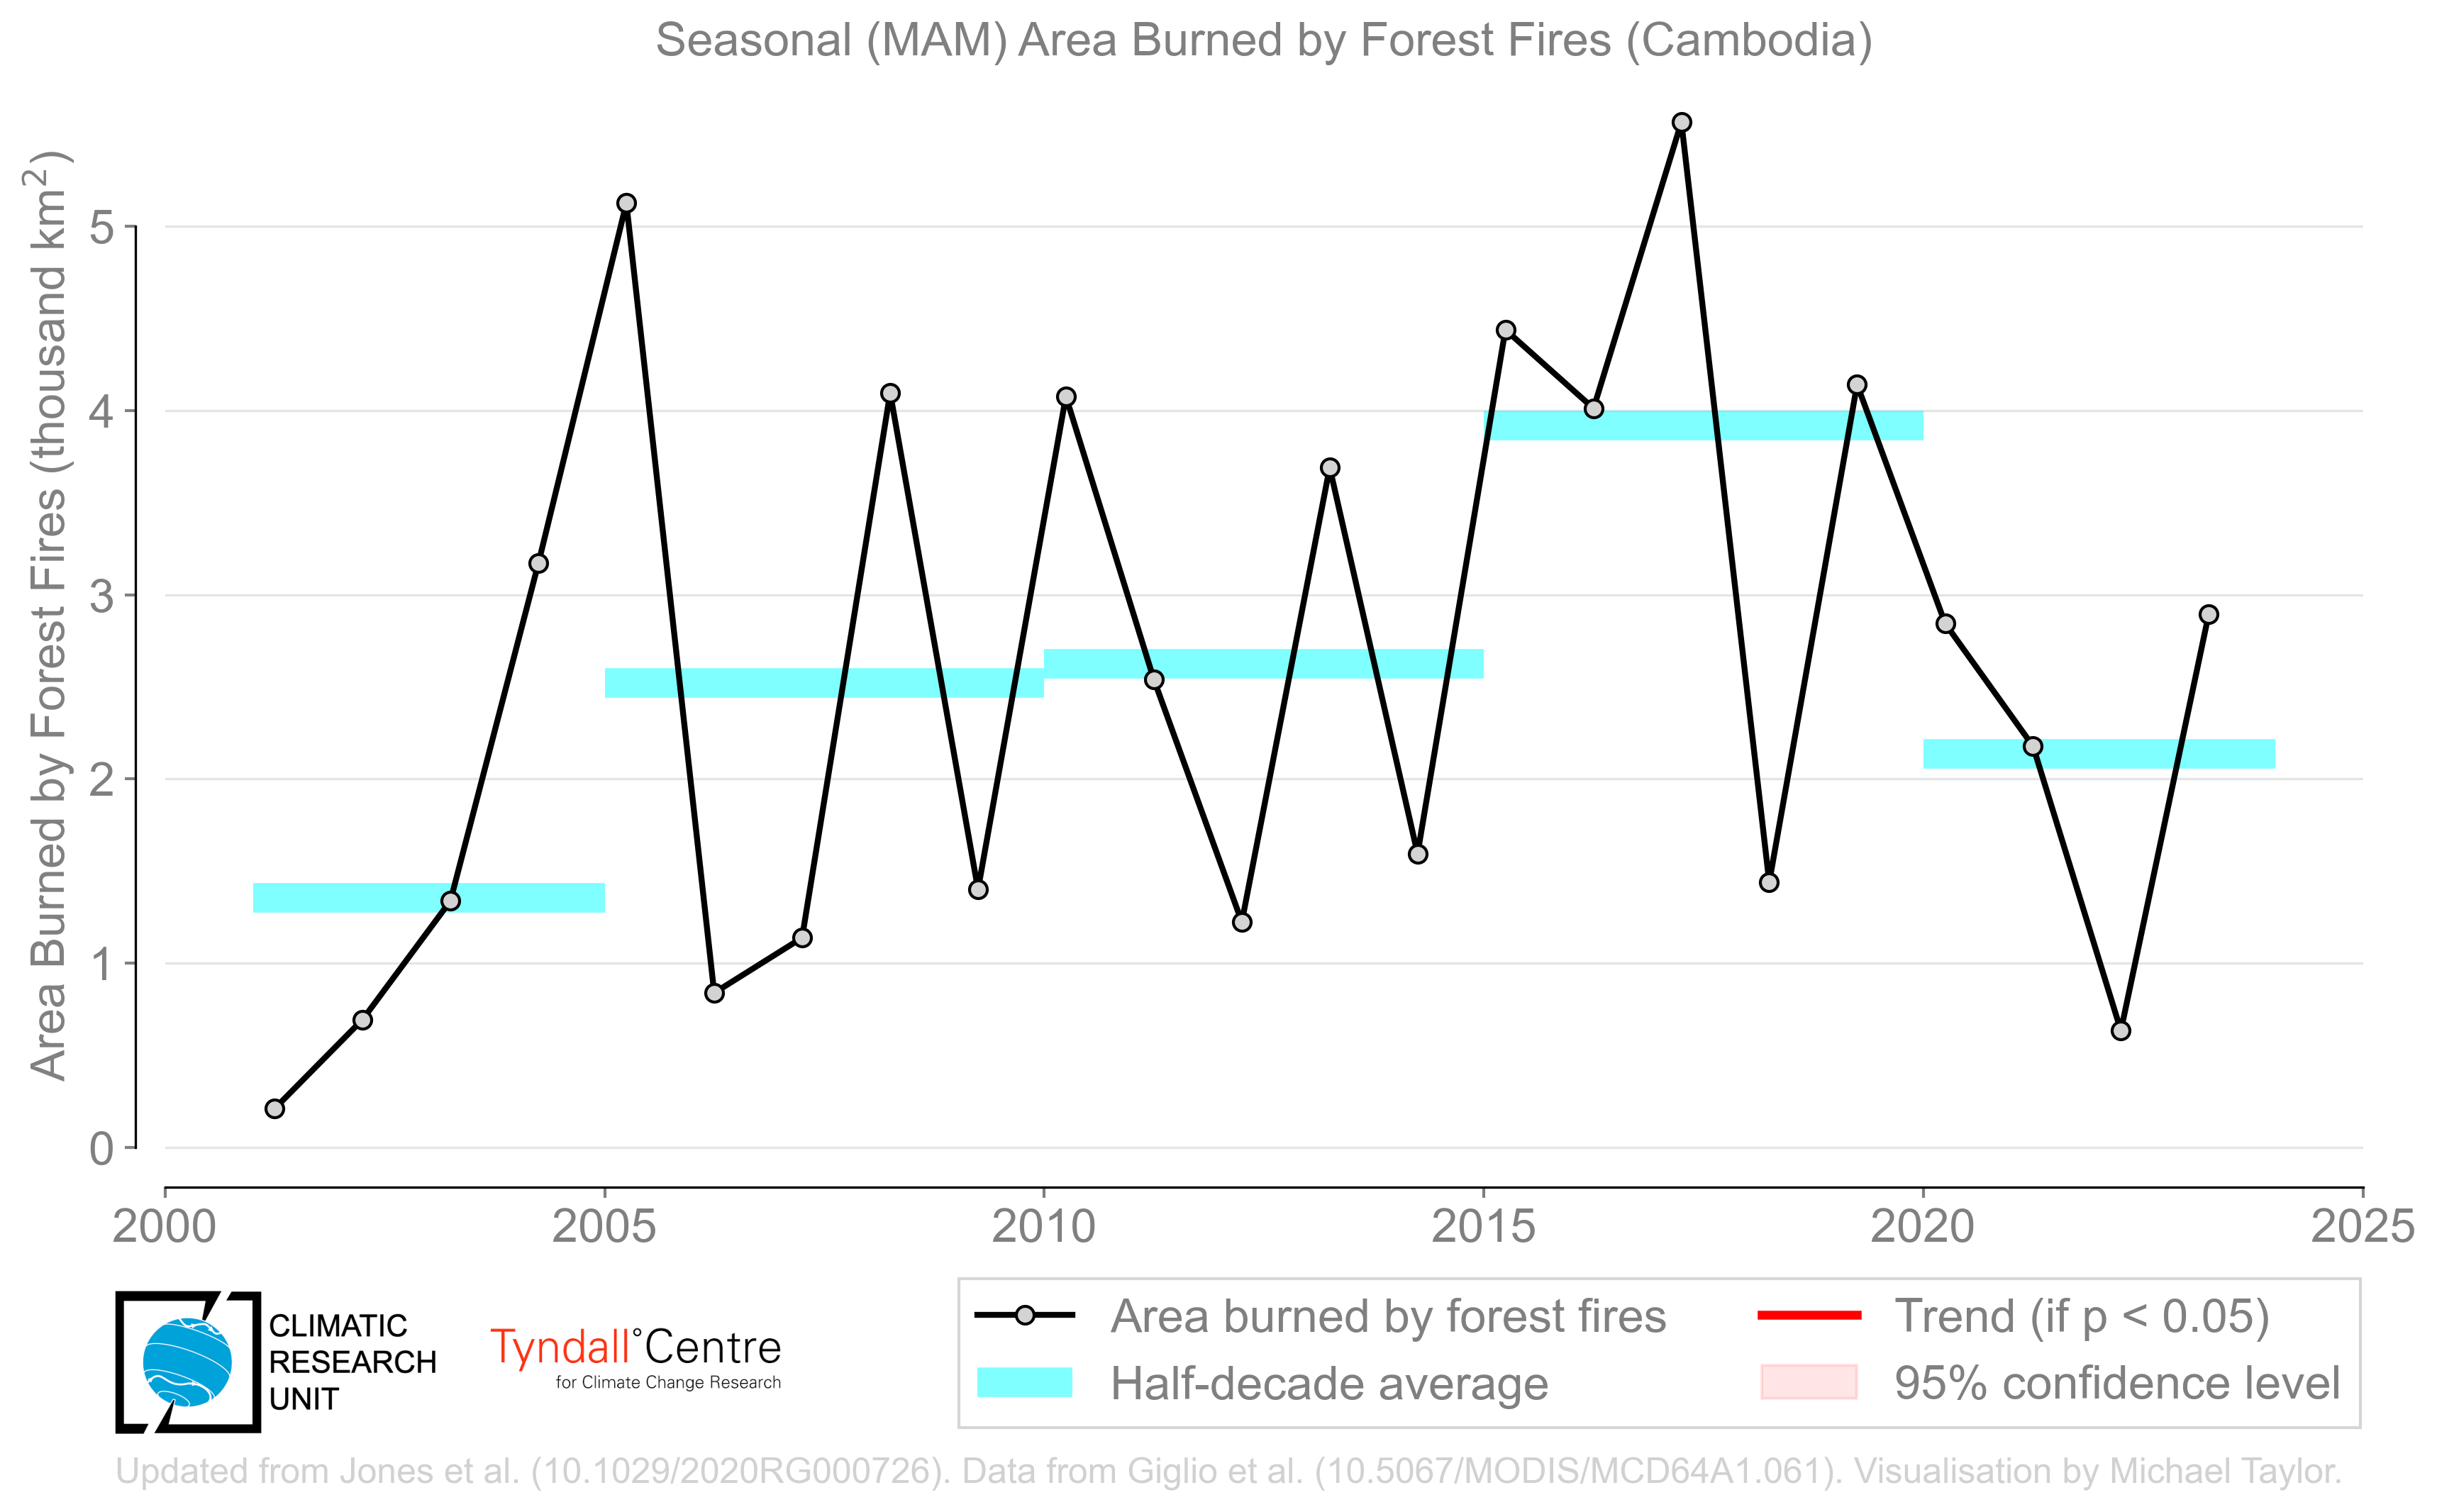 Seasonal (MAM) Area Burned by Forest Fires (Cambodia)
Area Burned by Forest Fires (thousand km²)
5
4
3
2
1
0
2000 2005 2010 2015 2020 2025
CLIMATIC
RESEARCH
UNIT
Tyndall°Centre
for Climate Change Research
Area burned by forest fires
Half-decade average
Trend (if p < 0.05)
95% confidence level
Updated from Jones et al. (10.1029/2020RG000726). Data from Giglio et al. (10.5067/MODIS/MCD64A1.061). Visualisation by Michael Taylor.